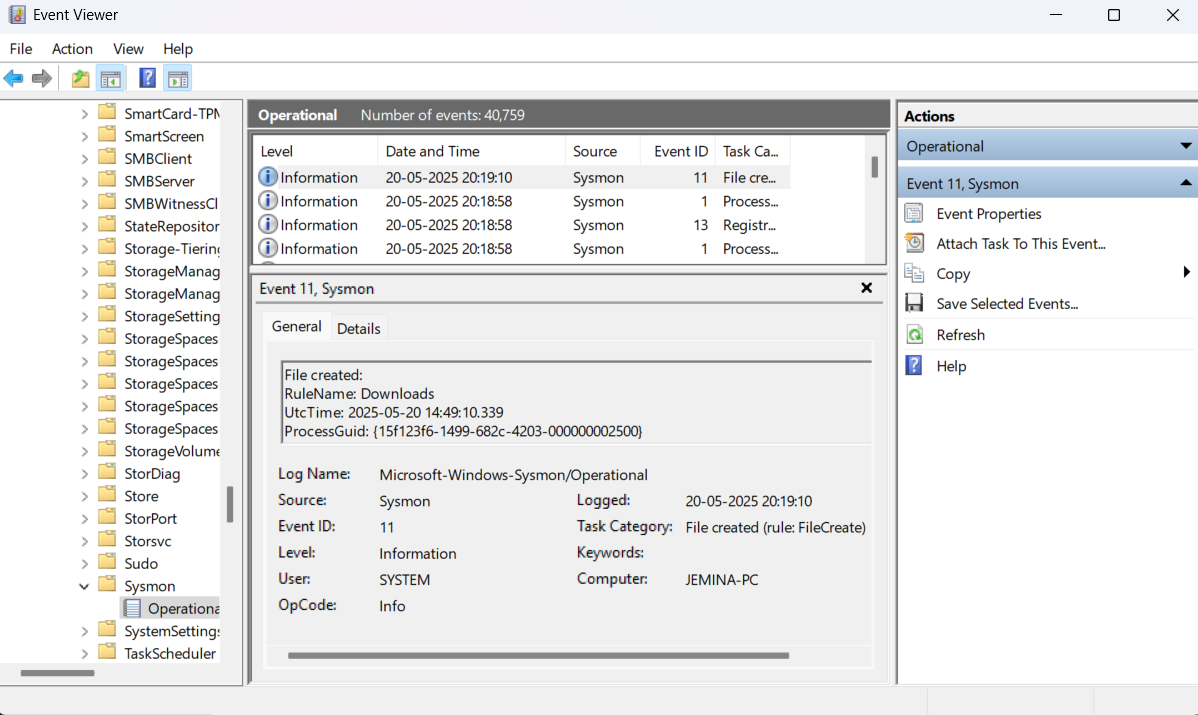 Event Viewer
File Action View Help
SmartCard-TPM
SmartScreen
SMBClient
SMBServer
SMBWitnessCl
StateRepositor
Storage-Tiering
StorageManag
StorageManag
StorageSetting
StorageSpaces
StorageSpaces
StorageSpaces
StorageSpaces
StorageSpaces
StorageVolume
StorDiag
Store
StorPort
Storsvc
Sudo
Sysmon
Operationa
SystemSettings
TaskScheduler
Operational Number of events: 40,759
Level Date and Time Source Event ID Task Ca...
Information 20-05-2025 20:19:10 Sysmon 11 File cre...
Information 20-05-2025 20:18:58 Sysmon 1 Process...
Information 20-05-2025 20:18:58 Sysmon 13 Registr...
Information 20-05-2025 20:18:58 Sysmon 1 Process...
Event 11, Sysmon
General Details
File created:
RuleName: Downloads
UtcTime: 2025-05-20 14:49:10.339
ProcessGuid: {15f123f6-1499-682c-4203-000000002500}
Log Name: Microsoft-Windows-Sysmon/Operational
Source: Sysmon Logged: 20-05-2025 20:19:10
Event ID: 11 Task Category: File created (rule: FileCreate)
Level: Information Keywords:
User: SYSTEM Computer: JEMINA-PC
OpCode: Info
Actions
Operational
Event 11, Sysmon
Event Properties
Attach Task To This Event...
Copy
Save Selected Events...
Refresh
Help